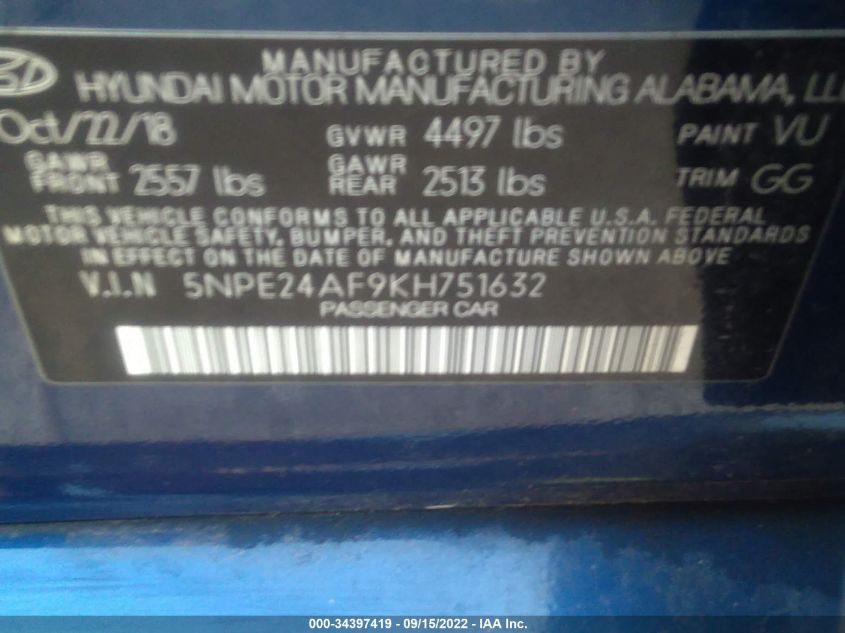 MANUFACTURED BY
HYUNDAI MOTOR MANUFACTURING ALABAMA, LL
Oct/22/18 GVWR 4497 lbs PAINT VU
GAWR FRONT 2557 lbs GAWR REAR 2513 lbs TRIM GG
THIS VEHICLE CONFORMS TO ALL APPLICABLE U.S.A. FEDERAL
MOTOR VEHICLE SAFETY, BUMPER, AND THEFT PREVENTION STANDARDS
IN EFFECT ON THE DATE OF MANUFACTURE SHOWN ABOVE
V.I.N 5NPE24AF9KH751632
PASSENGER CAR
000-34397419 - 09/15/2022 - IAA Inc.